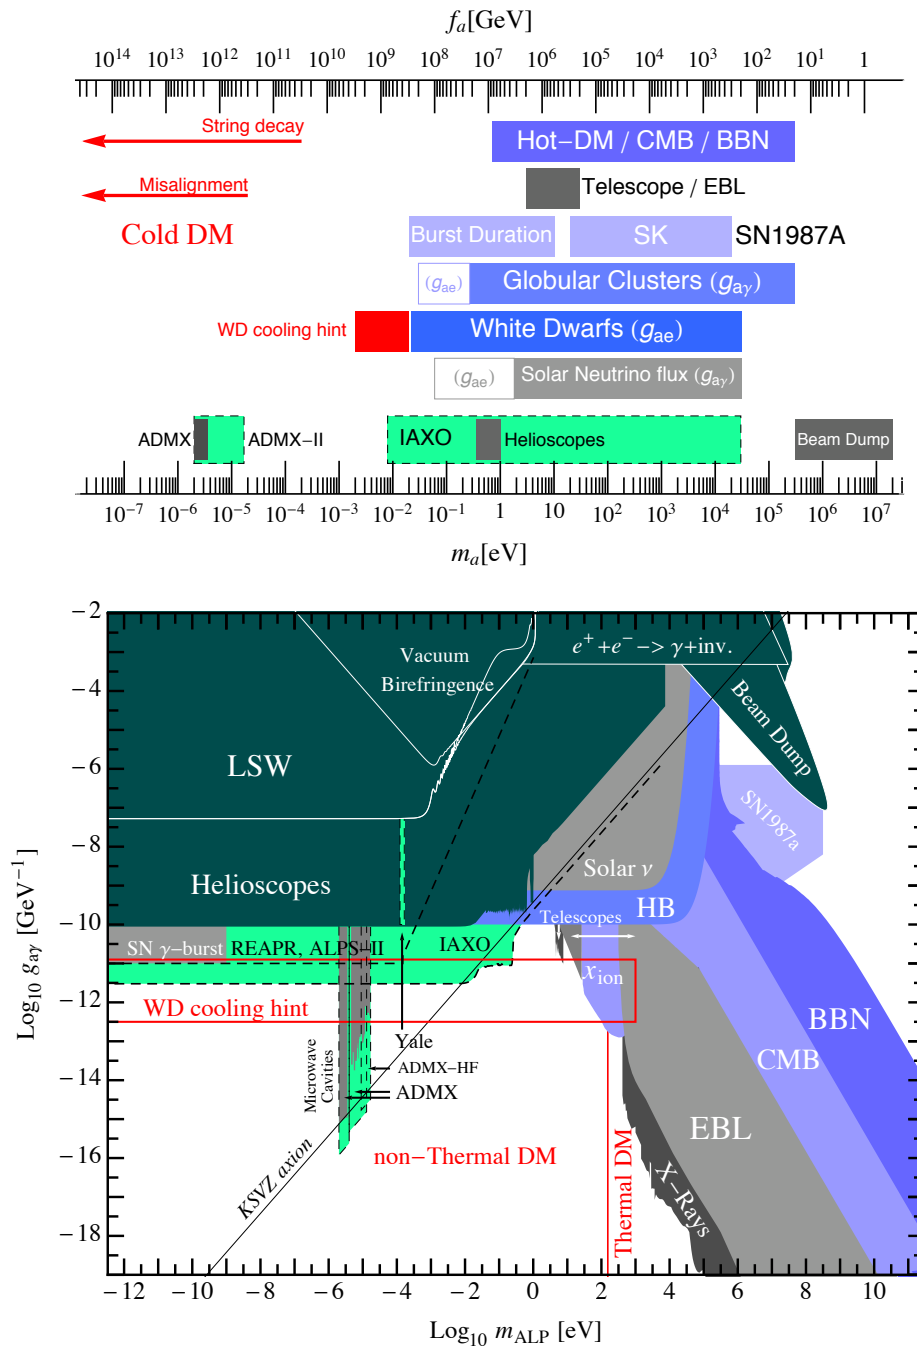 f_a[GeV]
10^14 10^13 10^12 10^11 10^10 10^9 10^8 10^7 10^6 10^5 10^4 10^3 10^2 10^1 1
String decay
Hot−DM / CMB / BBN
Misalignment
Telescope / EBL
Cold DM
Burst Duration
SK
SN1987A
(g_ae)
Globular Clusters (g_aγ)
WD cooling hint
White Dwarfs (g_ae)
(g_ae)
Solar Neutrino flux (g_aγ)
ADMX
ADMX−II
IAXO
Helioscopes
Beam Dump
10^−7 10^−6 10^−5 10^−4 10^−3 10^−2 10^−1 1 10 10^2 10^3 10^4 10^5 10^6 10^7
m_a[eV]
−2
−4
−6
−8
−10
−12
−14
−16
−18
Log_10 g_aγ [GeV^−1]
Vacuum
Birefringence
e^+ + e^− −> γ+inv.
Beam Dump
LSW
SN1987a
Helioscopes
Solar ν
HB
Telescopes
SN γ−burst
REAPR, ALPS−II
IAXO
x_ion
WD cooling hint
Yale
BBN
CMB
Microwave
Cavities
ADMX−HF
ADMX
EBL
non−Thermal DM
KSVZ axion
Thermal DM
X−Rays
−12 −10 −8 −6 −4 −2 0 2 4 6 8 10
Log_10 m_ALP [eV]